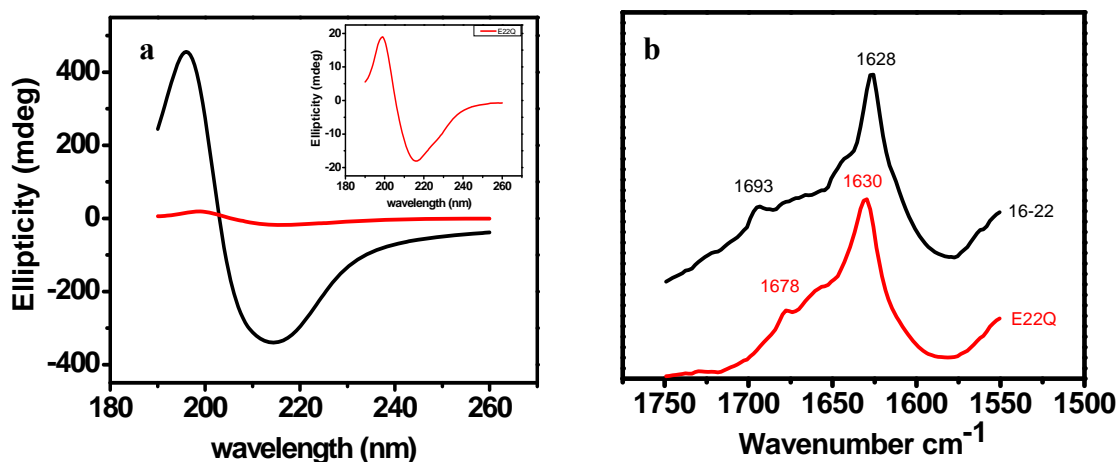 a
400
200
0
-200
-400
Ellipticity (mdeg)
180 200 220 240 260
wavelength (nm)
E22Q
20
10
0
-10
-20
Ellipticity (mdeg)
180 200 220 240 260
wavelength (nm)
b
1628
1693
1630
16-22
1678
E22Q
1750 1700 1650 1600 1550 1500
Wavenumber cm-1